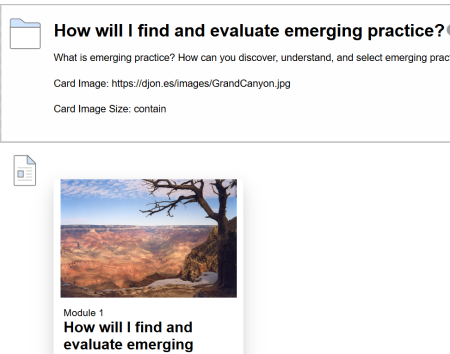 How will I find and evaluate emerging practice?
What is emerging practice? How can you discover, understand, and select emerging
Card Image: https://djon.es/images/GrandCanyon.jpg
Card Image Size: contain
Module 1
How will I find and
evaluate emerging